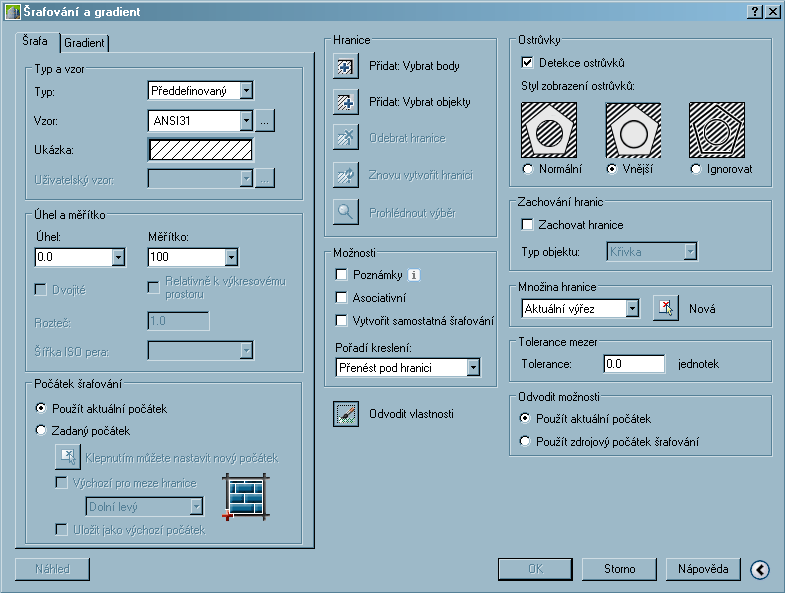 Šrafování a gradient
Šrafa
Gradient
Typ a vzor
Typ:
Předdefinovaný
Vzor:
ANSI31
...
Ukázka:
Uživatelský vzor:
...
Úhel a měřítko
Úhel:
Měřítko:
0.0
100
Dvojité
Relativně k výkresovému
prostoru
Rozteč:
1.0
Šířka ISO pera:
Počátek šrafování
Použít aktuální počátek
Zadaný počátek
Klepnutím můžete nastavit nový počátek
Výchozí pro meze hranice
Dolní levý
Uložit jako výchozí počátek
Náhled
Hranice
Přidat: Vybrat body
Přidat: Vybrat objekty
Odebrat hranice
Znovu vytvořit hranici
Prohlédnout výběr
Možnosti
Poznámky
i
Asociativní
Vytvořit samostatná šrafování
Pořadí kreslení:
Přenést pod hranici
Odvodit vlastnosti
Ostrůvky
Detekce ostrůvků
Styl zobrazení ostrůvků:
Normální
Vnější
Ignorovat
Zachování hranic
Zachovat hranice
Typ objektu:
Křivka
Množina hranice
Aktuální výřez
Nová
Tolerance mezer
Tolerance:
0.0
jednotek
Odvodit možnosti
Použít aktuální počátek
Použít zdrojový počátek šrafování
OK
Storno
Nápověda